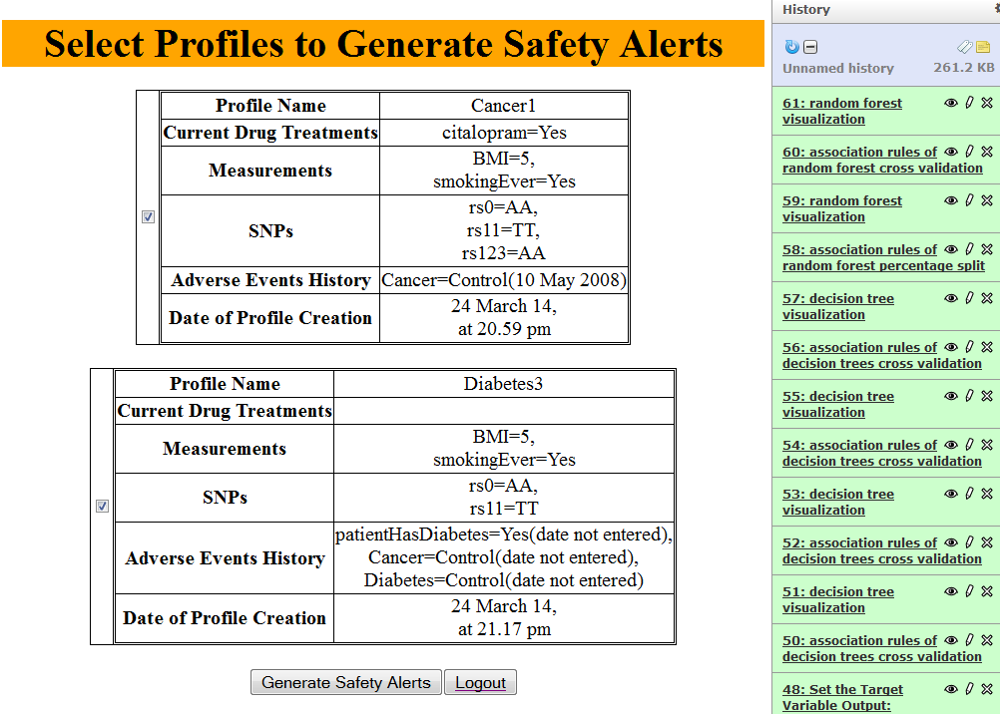 Select Profiles to Generate Safety Alerts
Profile Name Cancer1
Current Drug Treatments citalopram=Yes
Measurements BMI=5,
smokingEver=Yes
SNPs rs0=AA,
rs11=TT,
rs123=AA
Adverse Events History Cancer=Control(10 May 2008)
Date of Profile Creation 24 March 14,
at 20.59 pm
Profile Name Diabetes3
Current Drug Treatments
Measurements BMI=5,
smokingEver=Yes
SNPs rs0=AA,
rs11=TT
Adverse Events History patientHasDiabetes=Yes(date not entered),
Cancer=Control(date not entered),
Diabetes=Control(date not entered)
Date of Profile Creation 24 March 14,
at 21.17 pm
Generate Safety Alerts Logout
History
Unnamed history 261.2 KB
61: random forest
visualization
60: association rules of
random forest cross validation
59: random forest
visualization
58: association rules of
random forest percentage split
57: decision tree
visualization
56: association rules of
decision trees cross validation
55: decision tree
visualization
54: association rules of
decision trees cross validation
53: decision tree
visualization
52: association rules of
decision trees cross validation
51: decision tree
visualization
50: association rules of
decision trees cross validation
48: Set the Target
Variable Output: